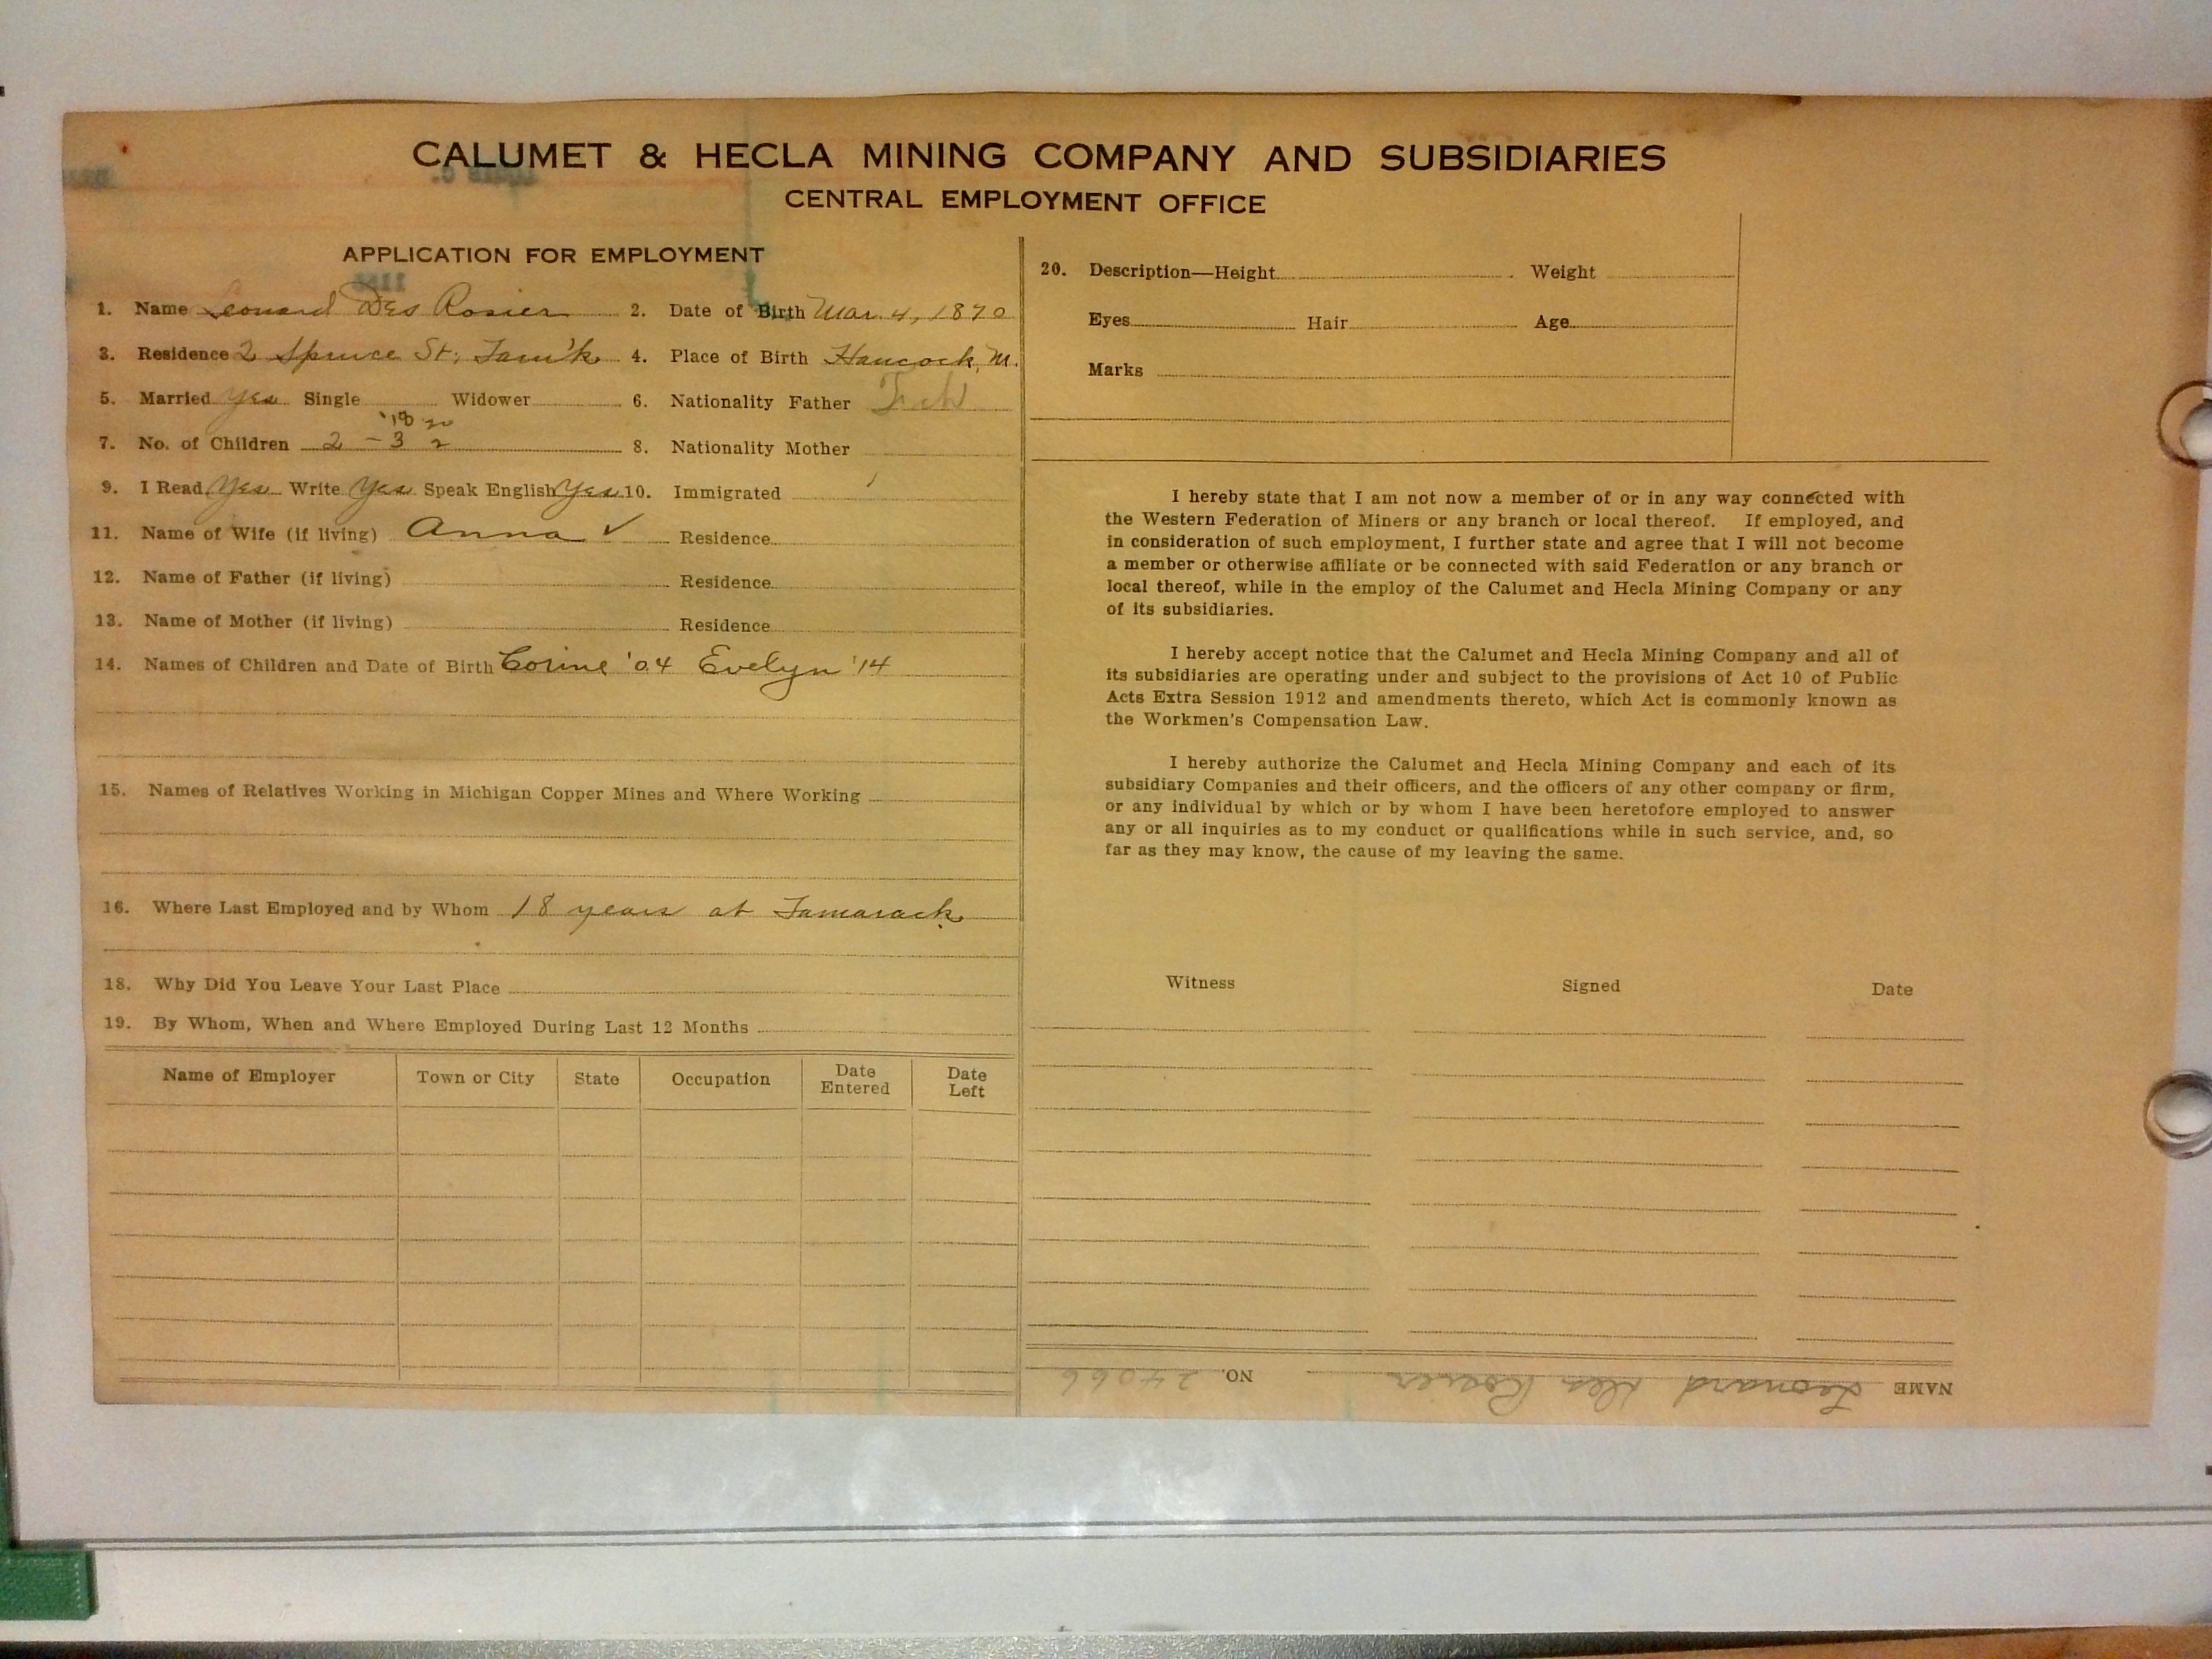 CALUMET & HECLA MINING COMPANY AND SUBSIDIARIES
CENTRAL EMPLOYMENT OFFICE
APPLICATION FOR EMPLOYMENT
1. Name Leonard Des Rosier 2. Date of Birth Mar. 4, 1870
3. Residence 2 Spruce St. Tam'k 4. Place of Birth Hancock, M.
5. Married Yes Single Widower 6. Nationality Father
'18 20
7. No. of Children 2 - 3 2 8. Nationality Mother
9. I Read Yes Write Yes Speak English Yes 10. Immigrated
11. Name of Wife (if living) Anna ✓ Residence
12. Name of Father (if living) Residence
13. Name of Mother (if living) Residence
14. Names of Children and Date of Birth Corine '04 Evelyn '14
15. Names of Relatives Working in Michigan Copper Mines and Where Working
16. Where Last Employed and by Whom 18 years at Tamarack.
18. Why Did You Leave Your Last Place
19. By Whom, When and Where Employed During Last 12 Months
Name of Employer Town or City State Occupation Date Entered Date Left
20. Description—Height Weight
Eyes Hair Age
Marks
I hereby state that I am not now a member of or in any way connected with
the Western Federation of Miners or any branch or local thereof. If employed, and
in consideration of such employment, I further state and agree that I will not become
a member or otherwise affiliate or be connected with said Federation or any branch or
local thereof, while in the employ of the Calumet and Hecla Mining Company or any
of its subsidiaries.
I hereby accept notice that the Calumet and Hecla Mining Company and all of
its subsidiaries are operating under and subject to the provisions of Act 10 of Public
Acts Extra Session 1912 and amendments thereto, which Act is commonly known as
the Workmen's Compensation Law.
I hereby authorize the Calumet and Hecla Mining Company and each of its
subsidiary Companies and their officers, and the officers of any other company or firm,
or any individual by which or by whom I have been heretofore employed to answer
any or all inquiries as to my conduct or qualifications while in such service, and, so
far as they may know, the cause of my leaving the same.
Witness Signed Date
NAME Leonard Des Rosier NO. 24066